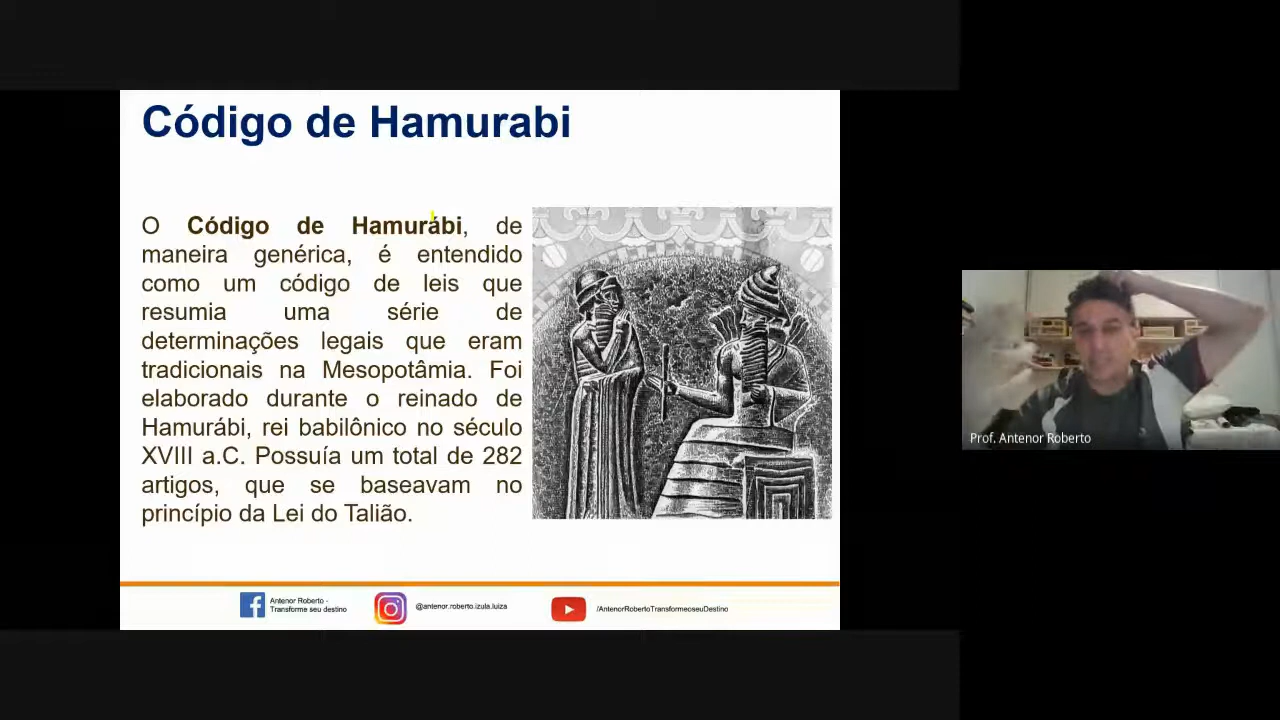 Código de Hamurabi
O Código de Hamurábi, de
maneira genérica, é entendido
como um código de leis que
resumia uma série de
determinações legais que eram
tradicionais na Mesopotâmia. Foi
elaborado durante o reinado de
Hamurábi, rei babilônico no século
XVIII a.C. Possuía um total de 282
artigos, que se baseavam no
princípio da Lei do Talião.
Prof. Antenor Roberto
Antenor Roberto -
Transforme seu destino
@antenor.roberto.izula.luiza
/AntenorRobertoTransformeoseuDestino